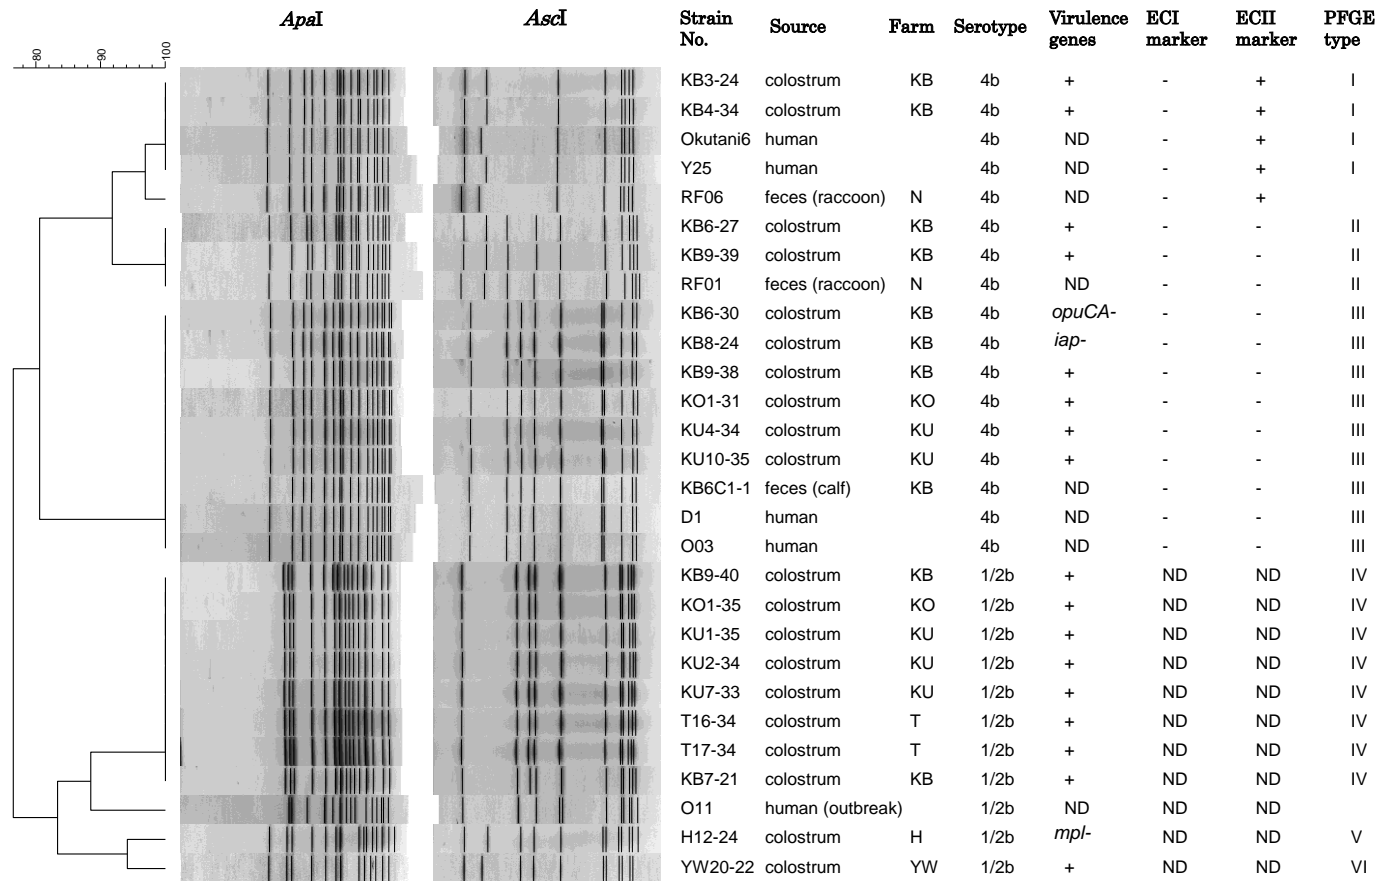 ApaI AscI Strain No. Source Farm Serotype Virulence genes ECI marker ECII marker PFGE type
80 90 100
KB3-24 colostrum KB 4b + - + I
KB4-34 colostrum KB 4b + - + I
Okutani6 human 4b ND - + I
Y25 human 4b ND - + I
RF06 feces (raccoon) N 4b ND - +
KB6-27 colostrum KB 4b + - - II
KB9-39 colostrum KB 4b + - - II
RF01 feces (raccoon) N 4b ND - - II
KB6-30 colostrum KB 4b opuCA- - - III
KB8-24 colostrum KB 4b iap- - - III
KB9-38 colostrum KB 4b + - - III
KO1-31 colostrum KO 4b + - - III
KU4-34 colostrum KU 4b + - - III
KU10-35 colostrum KU 4b + - - III
KB6C1-1 feces (calf) KB 4b ND - - III
D1 human 4b ND - - III
O03 human 4b ND - - III
KB9-40 colostrum KB 1/2b + ND ND IV
KO1-35 colostrum KO 1/2b + ND ND IV
KU1-35 colostrum KU 1/2b + ND ND IV
KU2-34 colostrum KU 1/2b + ND ND IV
KU7-33 colostrum KU 1/2b + ND ND IV
T16-34 colostrum T 1/2b + ND ND IV
T17-34 colostrum T 1/2b + ND ND IV
KB7-21 colostrum KB 1/2b + ND ND IV
O11 human (outbreak) 1/2b ND ND ND
H12-24 colostrum H 1/2b mpl- ND ND V
YW20-22 colostrum YW 1/2b + ND ND VI